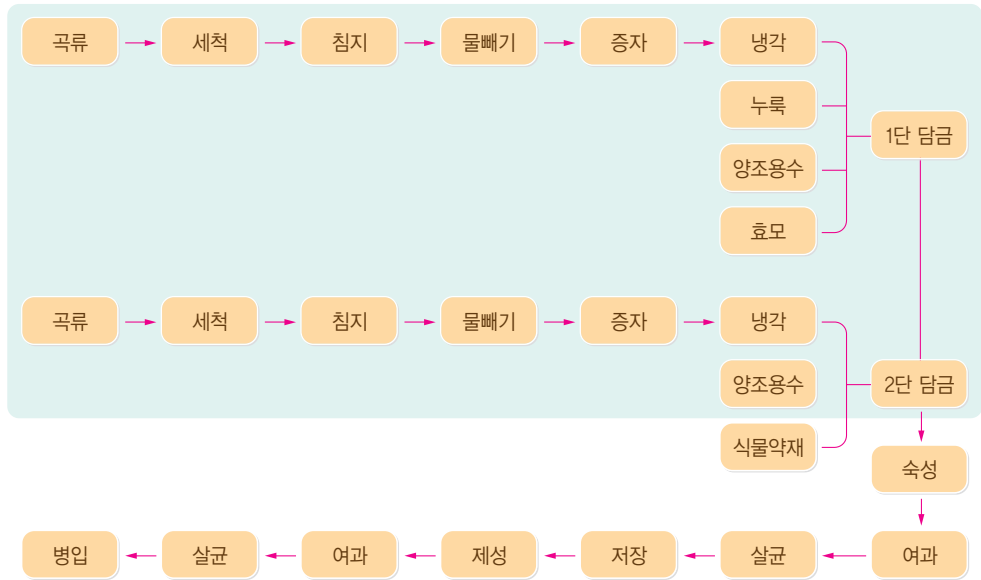 곡류 세척 침지 물빼기 증자 냉각
누룩
1단 담금
양조용수
효모
곡류 세척 침지 물빼기 증자 냉각
양조용수 2단 담금
식물약재
숙성
병입 살균 여과 제성 저장 살균 여과